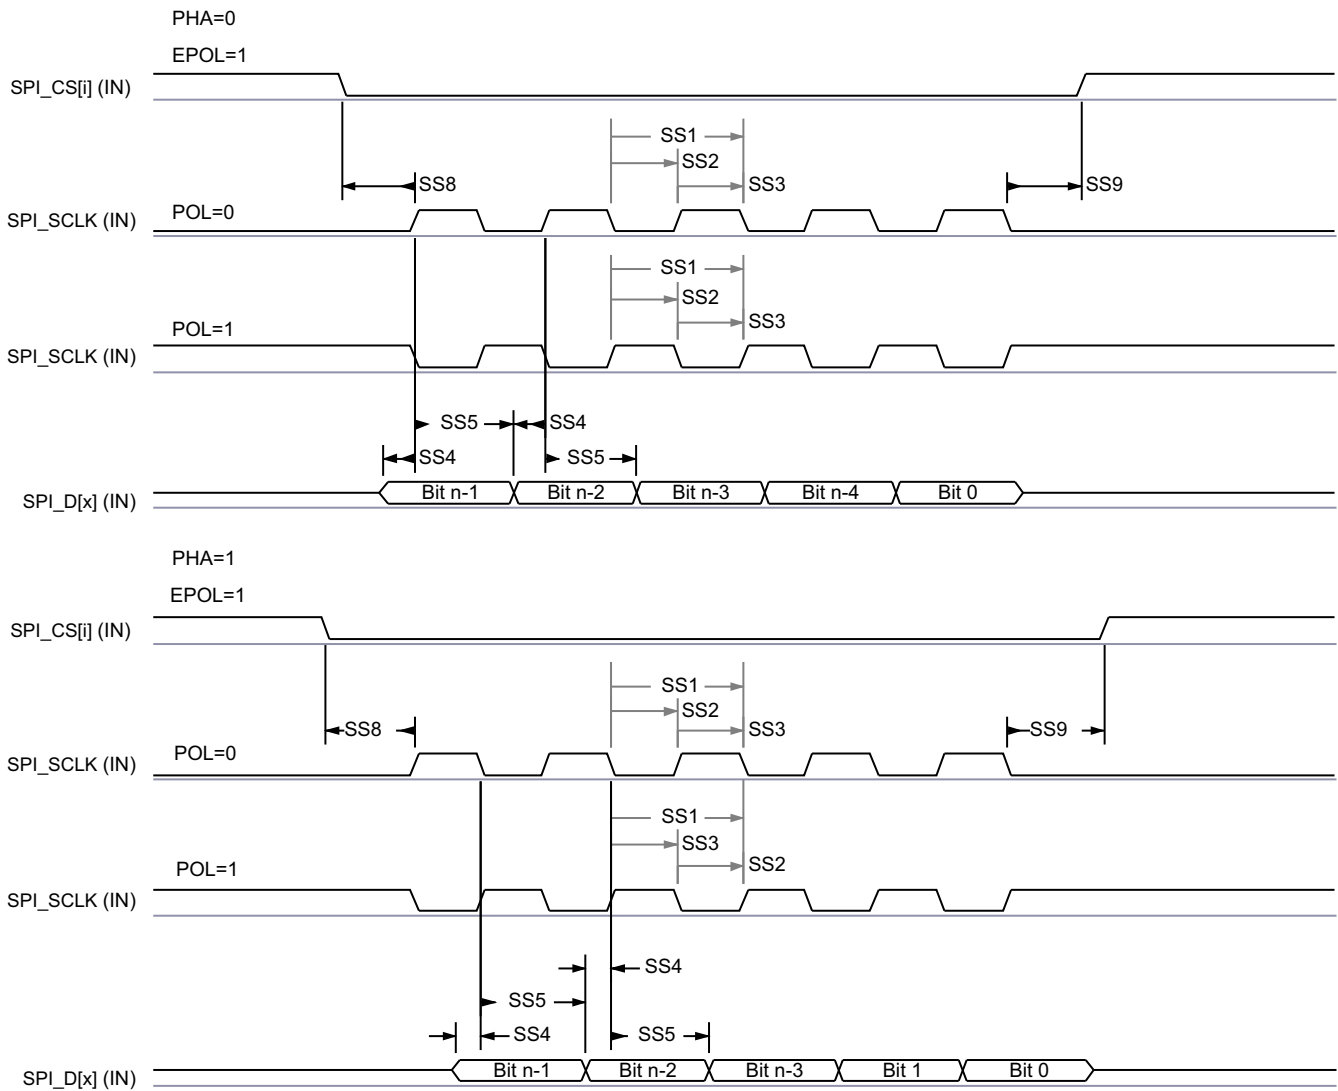 PHA=0
EPOL=1
SPI_CS[i] (IN)
SS1
SS2
SS8
SS3
SS9
POL=0
SPI_SCLK (IN)
SS1
SS2
SS3
POL=1
SPI_SCLK (IN)
SS5
SS4
SS4
SS5
SPI_D[x] (IN)
Bit n-1
Bit n-2
Bit n-3
Bit n-4
Bit 0
PHA=1
EPOL=1
SPI_CS[i] (IN)
SS1
SS2
SS8
SS3
SS9
POL=0
SPI_SCLK (IN)
SS1
SS3
SS2
POL=1
SPI_SCLK (IN)
SS4
SS5
SS4
SS5
SPI_D[x] (IN)
Bit n-1
Bit n-2
Bit n-3
Bit 1
Bit 0